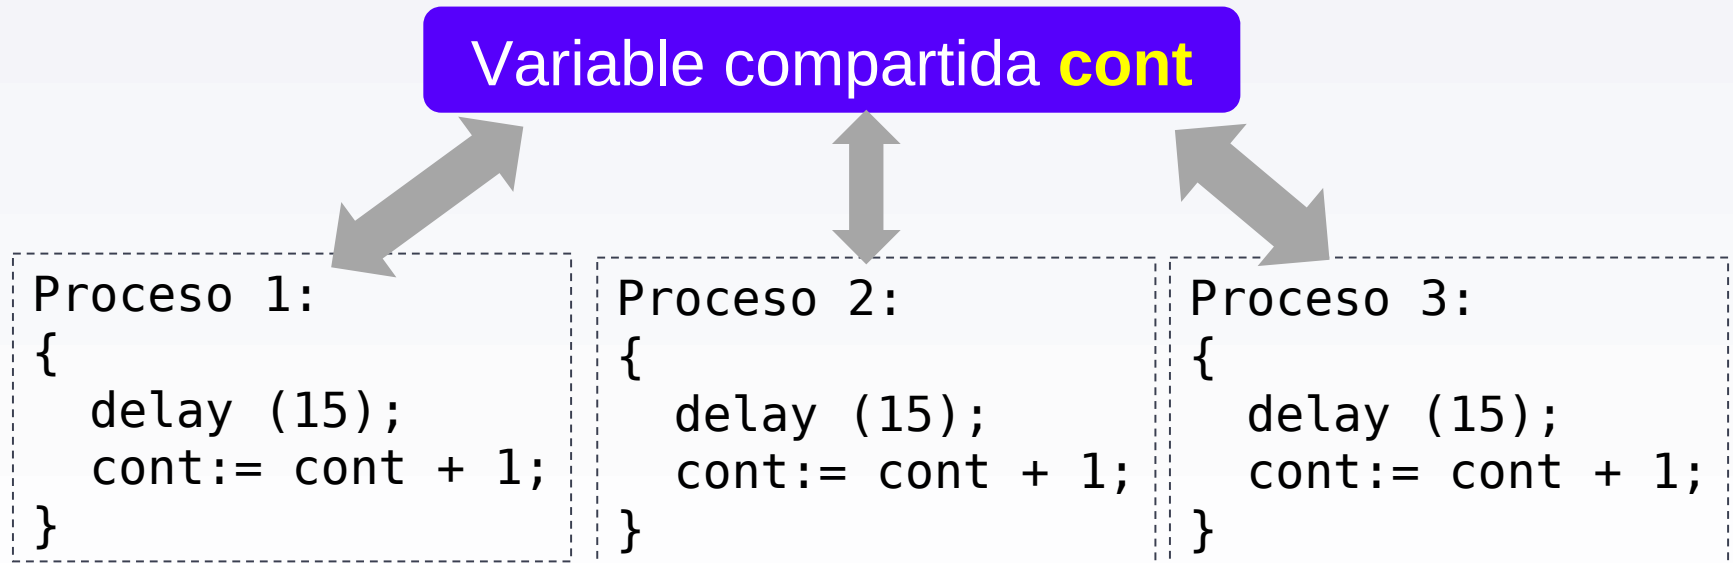 Variable compartida cont
Proceso 1:
{
  delay (15);
  cont:= cont + 1;
}
Proceso 2:
{
  delay (15);
  cont:= cont + 1;
}
Proceso 3:
{
  delay (15);
  cont:= cont + 1;
}